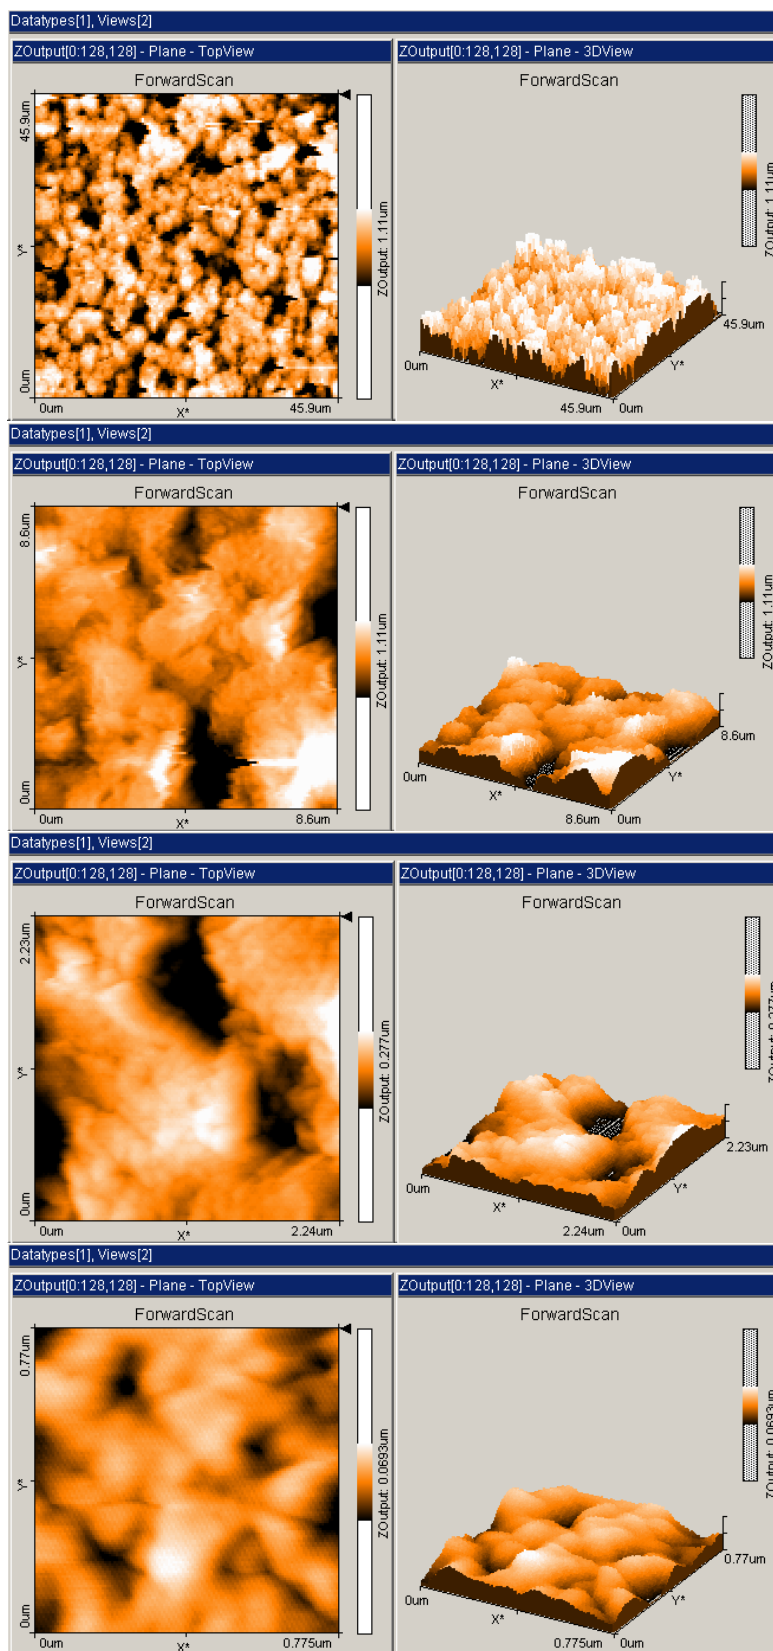 Datatypes[1], Views[2]
ZOutput[0:128,128] - Plane - TopView
ForwardScan
45.9um
Y*
0um
0um
X*
45.9um
ZOutput: 1.11um
ZOutput[0:128,128] - Plane - 3DView
ForwardScan
ZOutput: 1.11um
0um
X*
45.9um
0um
Y*
45.9um
Datatypes[1], Views[2]
ZOutput[0:128,128] - Plane - TopView
ForwardScan
8.6um
Y*
0um
0um
X*
8.6um
ZOutput: 1.11um
ZOutput[0:128,128] - Plane - 3DView
ForwardScan
ZOutput: 1.11um
0um
X*
8.6um
0um
Y*
8.6um
Datatypes[1], Views[2]
ZOutput[0:128,128] - Plane - TopView
ForwardScan
2.23um
Y*
0um
0um
X*
2.24um
ZOutput: 0.277um
ZOutput[0:128,128] - Plane - 3DView
ForwardScan
ZOutput: 0.277um
0um
X*
2.24um
0um
Y*
2.23um
Datatypes[1], Views[2]
ZOutput[0:128,128] - Plane - TopView
ForwardScan
0.77um
Y*
0um
0um
X*
0.775um
ZOutput: 0.0693um
ZOutput[0:128,128] - Plane - 3DView
ForwardScan
ZOutput: 0.0693um
0um
X*
0.775um
0um
Y*
0.77um